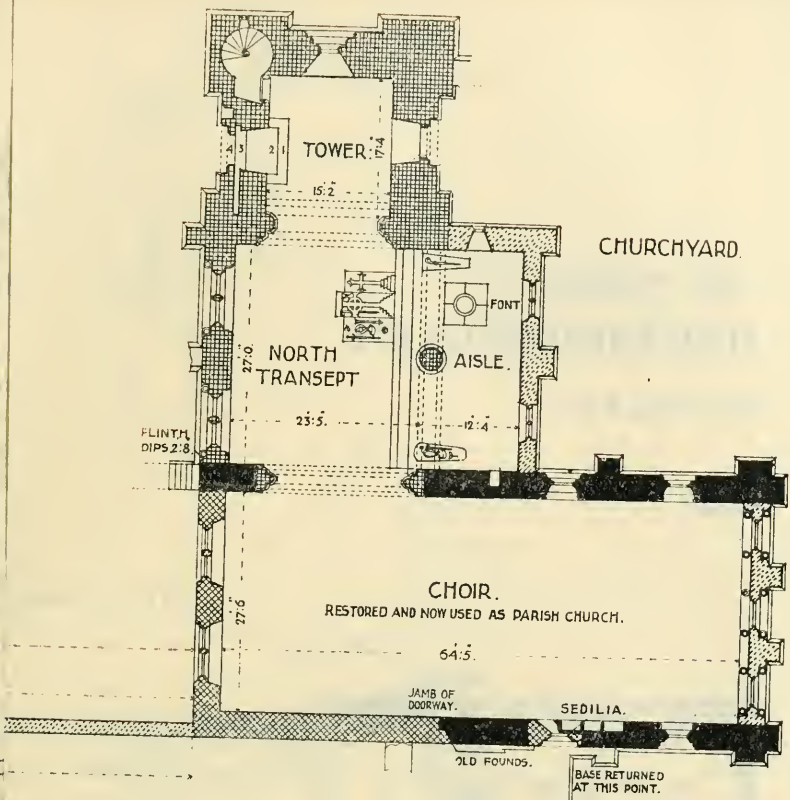 4 3 2 1
TOWER.
17:4
15:2
CHURCHYARD.
FONT
NORTH
TRANSEPT
27:0.
AISLE.
23:5.
12:4
PLINTH
DIPS 2:8.
CHOIR.
RESTORED AND NOW USED AS PARISH CHURCH.
27:6
64:5.
JAMB OF
DOORWAY.
SEDILIA.
OLD FOUNDS.
BASE RETURNED
AT THIS POINT.